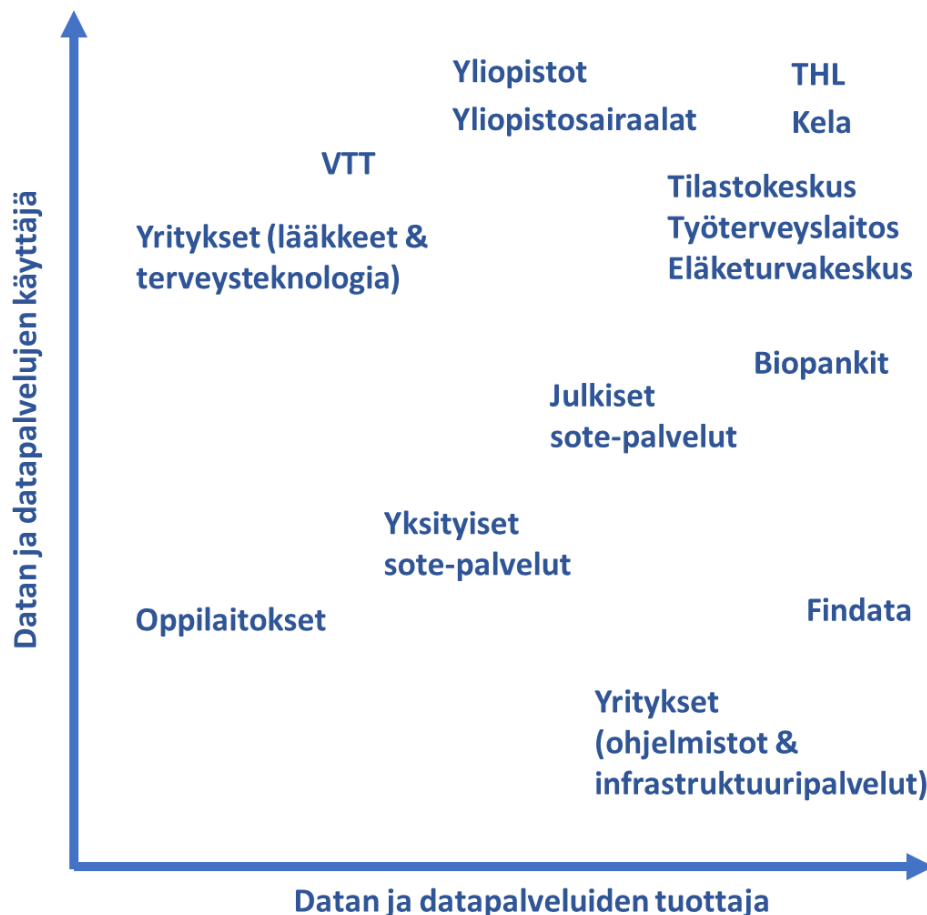 Yliopistot
Yliopistosairaalat
THL
Kela
VTT
Tilastokeskus
Työterveyslaitos
Eläketurvakeskus
Yritykset (lääkkeet &
terveysteknologia)
Biopankit
Julkiset
sote-palvelut
Yksityiset
sote-palvelut
Oppilaitokset
Findata
Yritykset
(ohjelmistot &
infrastruktuuripalvelut)
Datan ja datapalvelujen käyttäjä
Datan ja datapalveluiden tuottaja